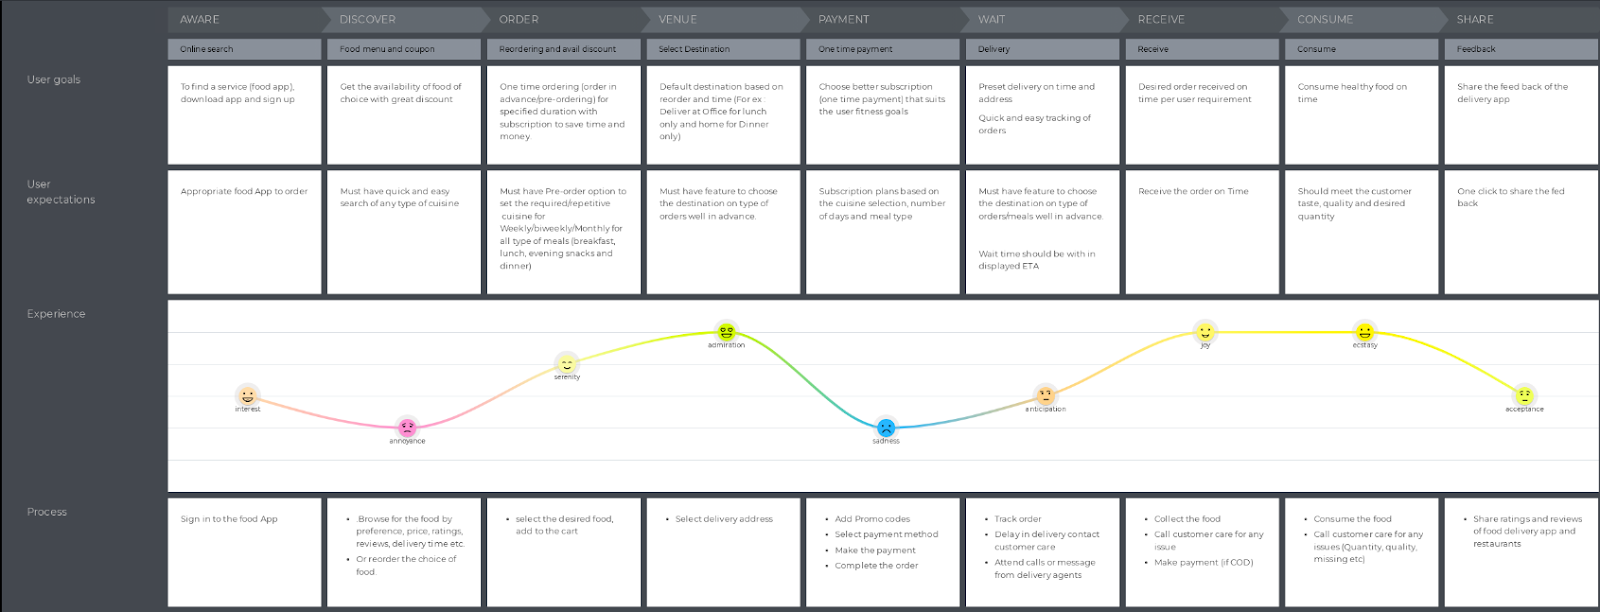 AWARE
DISCOVER
ORDER
VENUE
PAYMENT
WAIT
RECEIVE
CONSUME
SHARE
Online search
Food menu and coupon
Reordering and avail discount
Select Destination
One time payment
Delivery
Receive
Consume
Feedback
User goals
To find a service (food app),
download app and sign up
Get the availability of food of
choice with great discount
One time ordering (order in
advance/pre-ordering) for
specified duration with
subscription to save time and
money.
Default destination based on
reorder and time (For ex
Deliver at Office for lunch
only and home for Dinner
only)
Choose better subscription
(one time payment) that suits
the user fitness goals
Preset delivery on time and
address
Quick and easy tracking of
orders
Desired order received on
time per user requirement
Consume healthy food on
time
Share the feed back of the
delivery app
User
expectations
Appropriate food App to order
Must have quick and easy
search of any type of cuisine
Must have Pre-order option to
set the required/repetitive
cuisine for
Weekly/biweekly/Monthly for
all type of meals (breakfast,
lunch, evening snacks and
dinner)
Must have feature to choose
the destination on type of
orders well in advance.
Subscription plans based on
the cuisine selection, number
of days and meal type
Must have feature to choose
the destination on type of
orders/meals well in advance.
Wait time should be with in
displayed ETA
Receive the order on Time
Should meet the customer
taste, quality and desired
quantity
One click to share the fed
back
Experience
interest
annoyance
serenity
admiration
sadness
anticipation
joy
ecstasy
acceptance
Process
Sign in to the food App
• .Browse for the food by
preference, price, ratings,
reviews, delivery time etc.
• Or reorder the choice of
food.
• select the desired food,
add to the cart
• Select delivery address
• Add Promo codes
• Select payment method
• Make the payment
• Complete the order
• Track order
• Delay in delivery contact
customer care
• Attend calls or message
from delivery agents
• Collect the food
• Call customer care for any
issue
• Make payment (if COD)
• Consume the food
• Call customer care for any
issues (Quantity, quality,
missing etc)
• Share ratings and reviews
of food delivery app and
restaurants